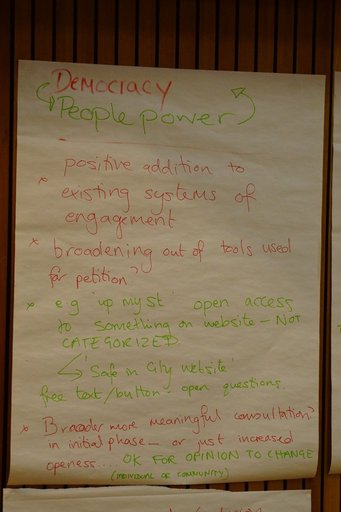 DEMOCRACY
People power
positive addition to
* existing systems of
engagement
* broadening out of tools used
for petition?
* e.g 'up my st' open access
to something on website - NOT
CATEGORIZED
'Safe in City website'
free text/button - open questions.
* Broader more meaningful consultation?
in initial phase - or just increased
openess.... OK FOR OPINION TO CHANGE
(INDIVIDUAL OR COMMUNITY)